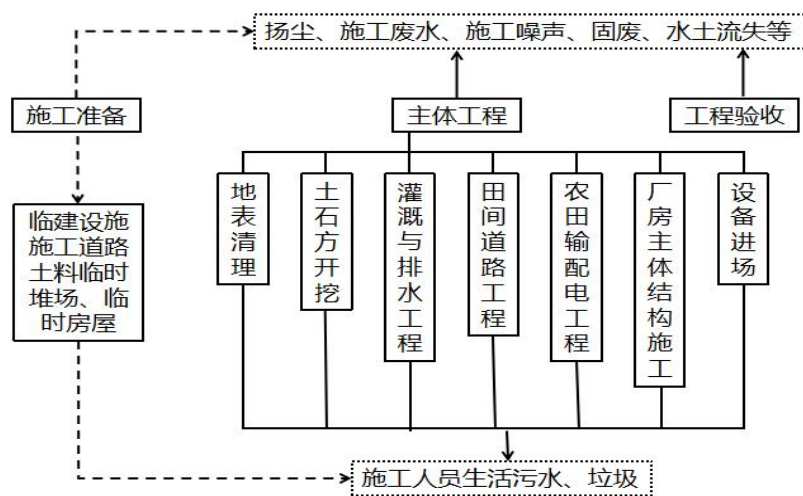 扬尘、施工废水、施工噪声、固废、水土流失等
施工准备
主体工程
工程验收
临建设施
施工道路
土料临时
堆场、临
时房屋
地表清理
土石方开挖
灌溉与排水工程
田间道路工程
农田输配电工程
厂房主体结构施工
设备进场
施工人员生活污水、垃圾